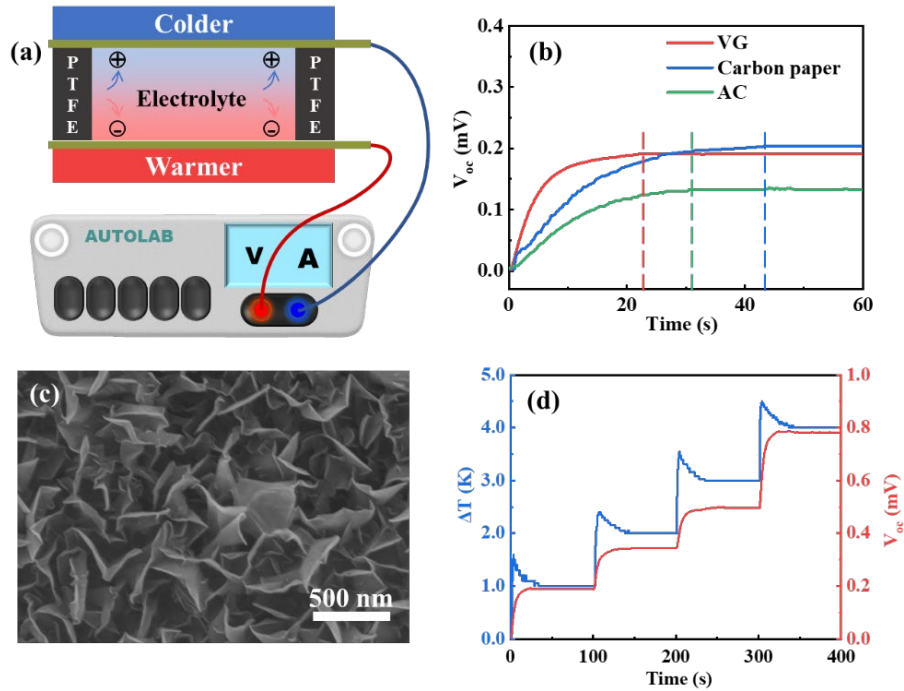 (a)
Colder
P T F E
Electrolyte
P T F E
+
+
-
-
Warmer
AUTOLAB
V A
(b)
VG
Carbon paper
AC
V_oc (mV)
0.4
0.3
0.2
0.1
0.0
0 20 40 60
Time (s)
(c)
500 nm
(d)
ΔT (K)
5.0
4.0
3.0
2.0
1.0
0.0
V_oc (mV)
1.0
0.8
0.6
0.4
0.2
0.0
0 100 200 300 400
Time (s)